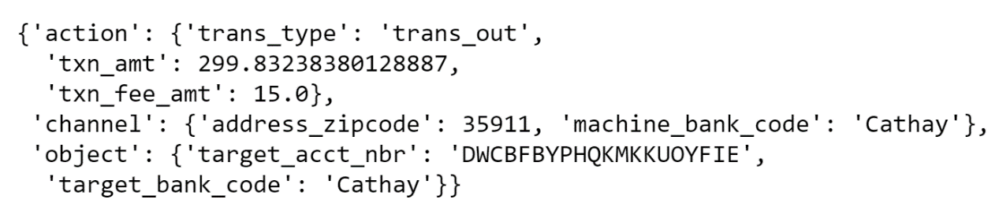 {'action': {'trans_type': 'trans_out',
'txn_amt': 299.83238380128887,
'txn_fee_amt': 15.0},
'channel': {'address_zipcode': 35911, 'machine_bank_code': 'Cathay'},
'object': {'target_acct_nbr': 'DWCBFBYPHQKMKKUOYFIE',
'target_bank_code': 'Cathay'}}